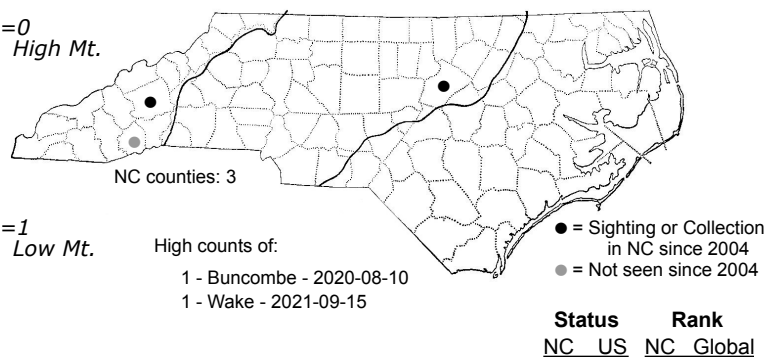 =0
High Mt.
NC counties: 3
=1
Low Mt.
High counts of:
1 - Buncombe - 2020-08-10
1 - Wake - 2021-09-15
● = Sighting or Collection
in NC since 2004
● = Not seen since 2004
Status Rank
NC US NC Global